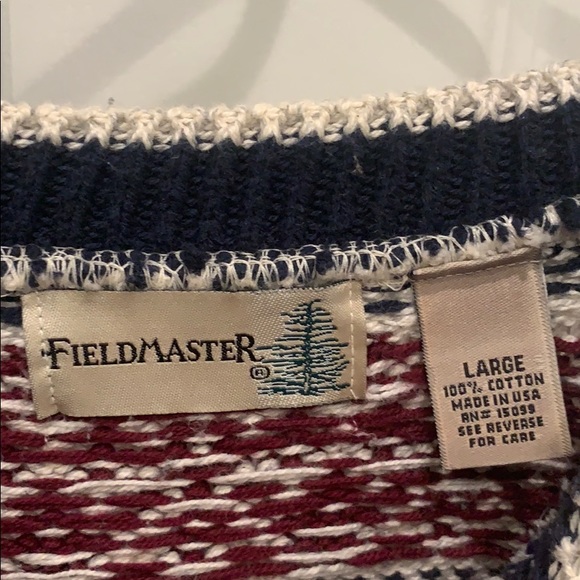 FIELDMASTER ®
LARGE
100% COTTON
MADE IN USA
RN# 15099
SEE REVERSE
FOR CARE